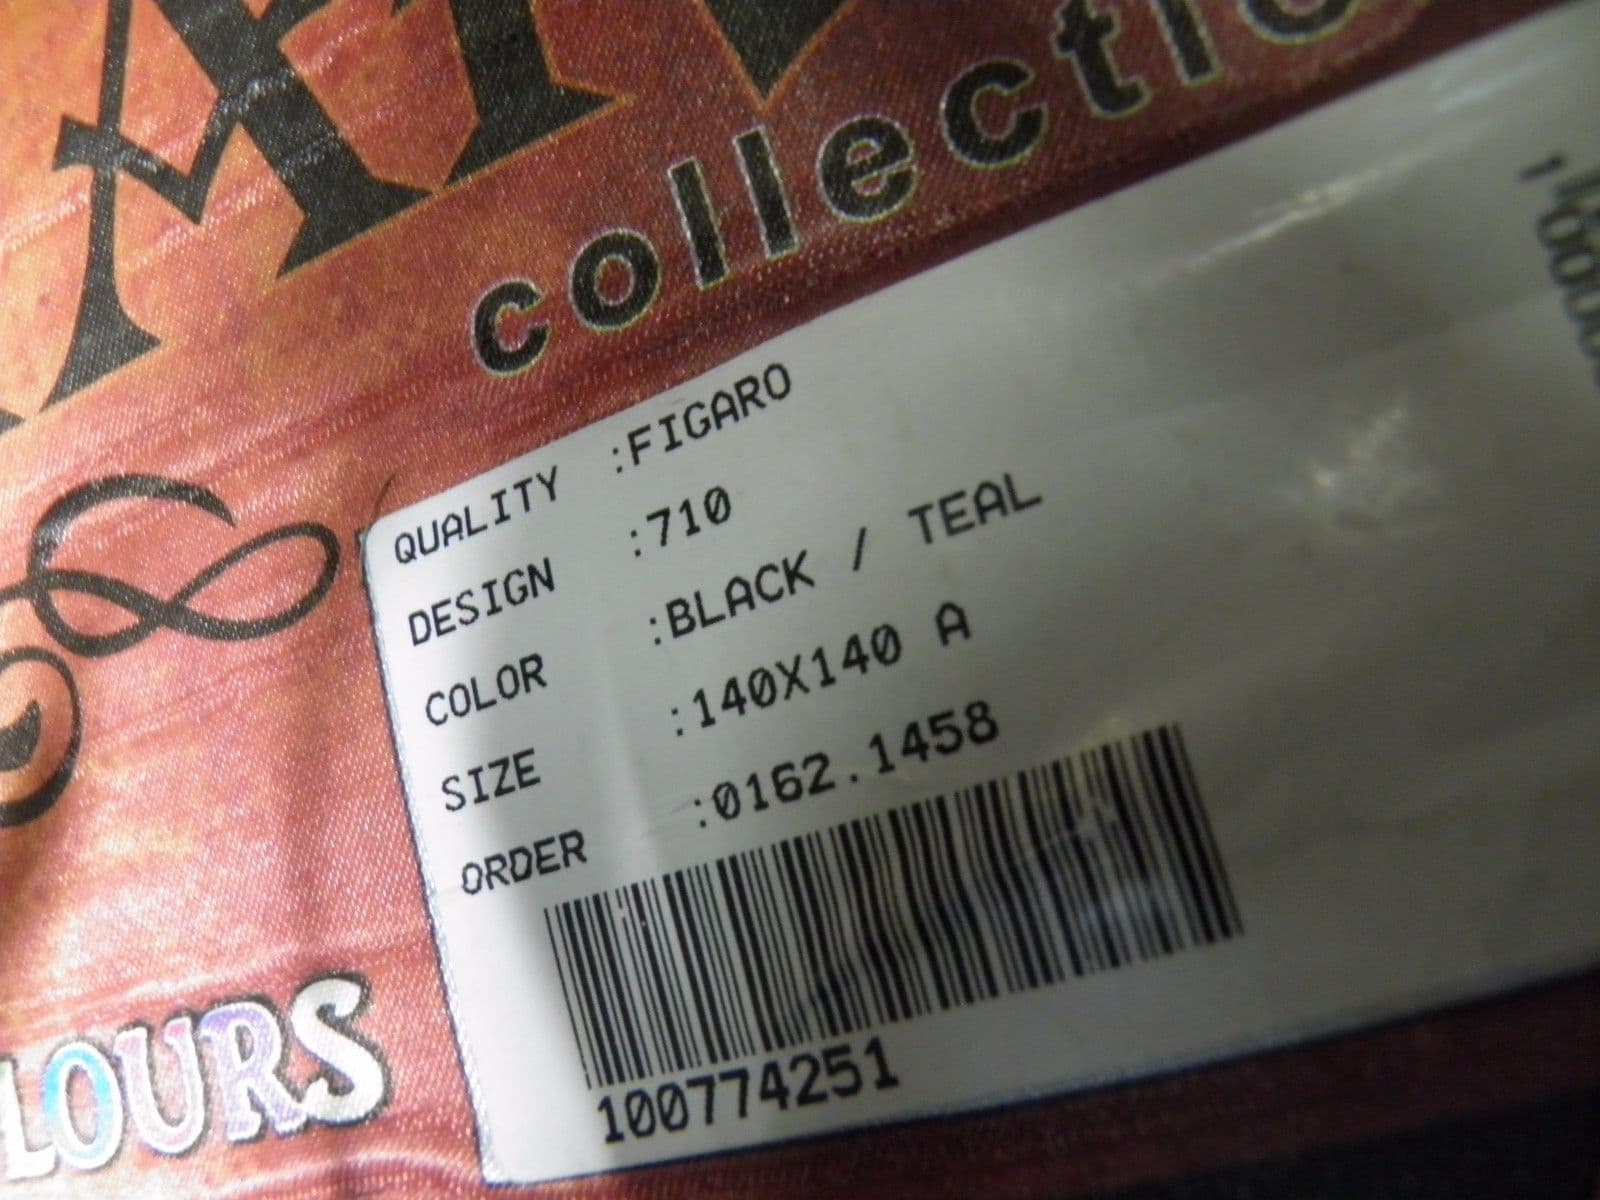 collectio
QUALITY :FIGARO
DESIGN :710
COLOR :BLACK / TEAL
SIZE :140X140 A
ORDER :0162.1458
100774251
LOURS